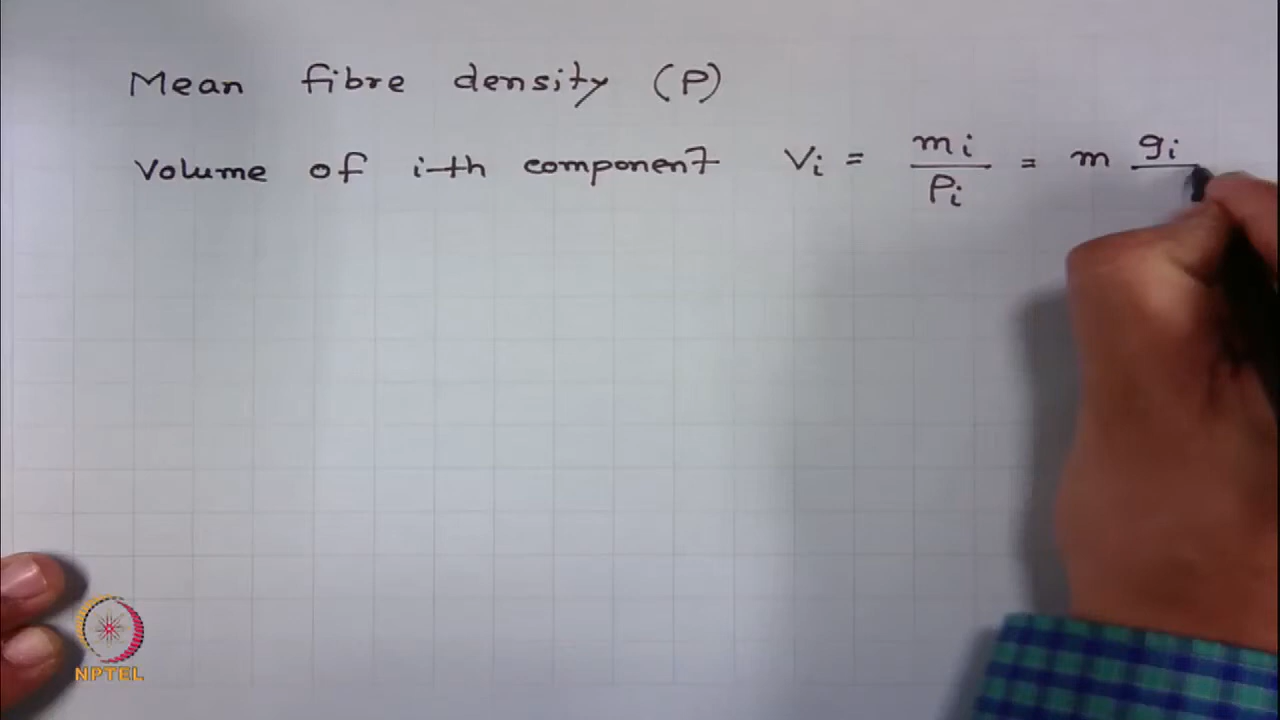 Mean fibre density (ρ)
Volume of i-th component Vi = mi / ρi = m gi
NPTEL